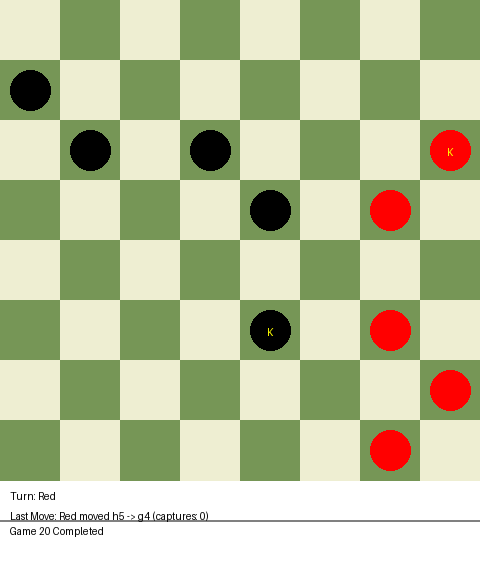 K
K
Turn: Red
Last Move: Red moved h5 -> g4 (captures: 0)
Game 20 Completed